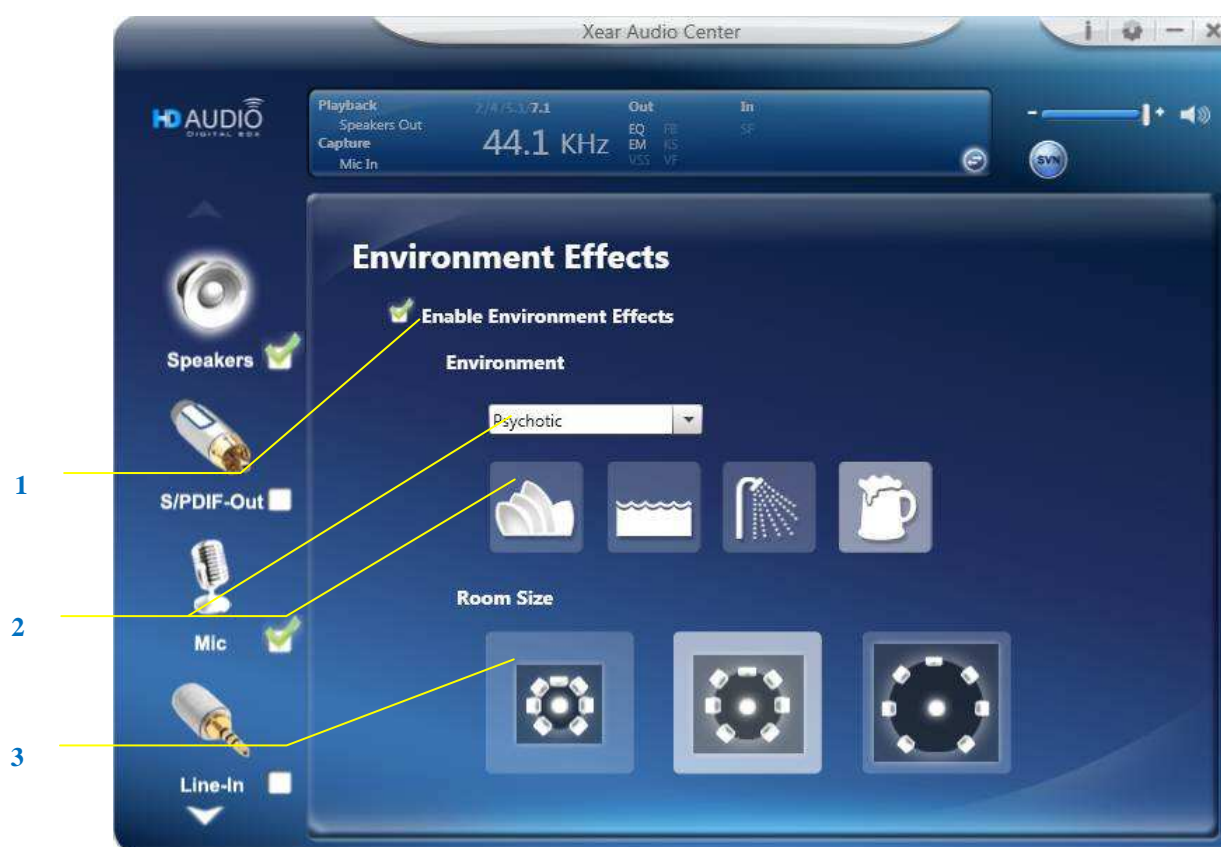 Xear Audio Center
i
HD AUDIO
DIGITAL BOX
Playback
2/4/5.1/7.1
Out
In
Speakers Out
EQ
FB
SF
Capture
44.1 KHz
EM
KS
Mic In
VSS
VF
SVN
Environment Effects
Enable Environment Effects
Speakers
Environment
Psychotic
1
S/PDIF-Out
Room Size
2
Mic
3
Line-In